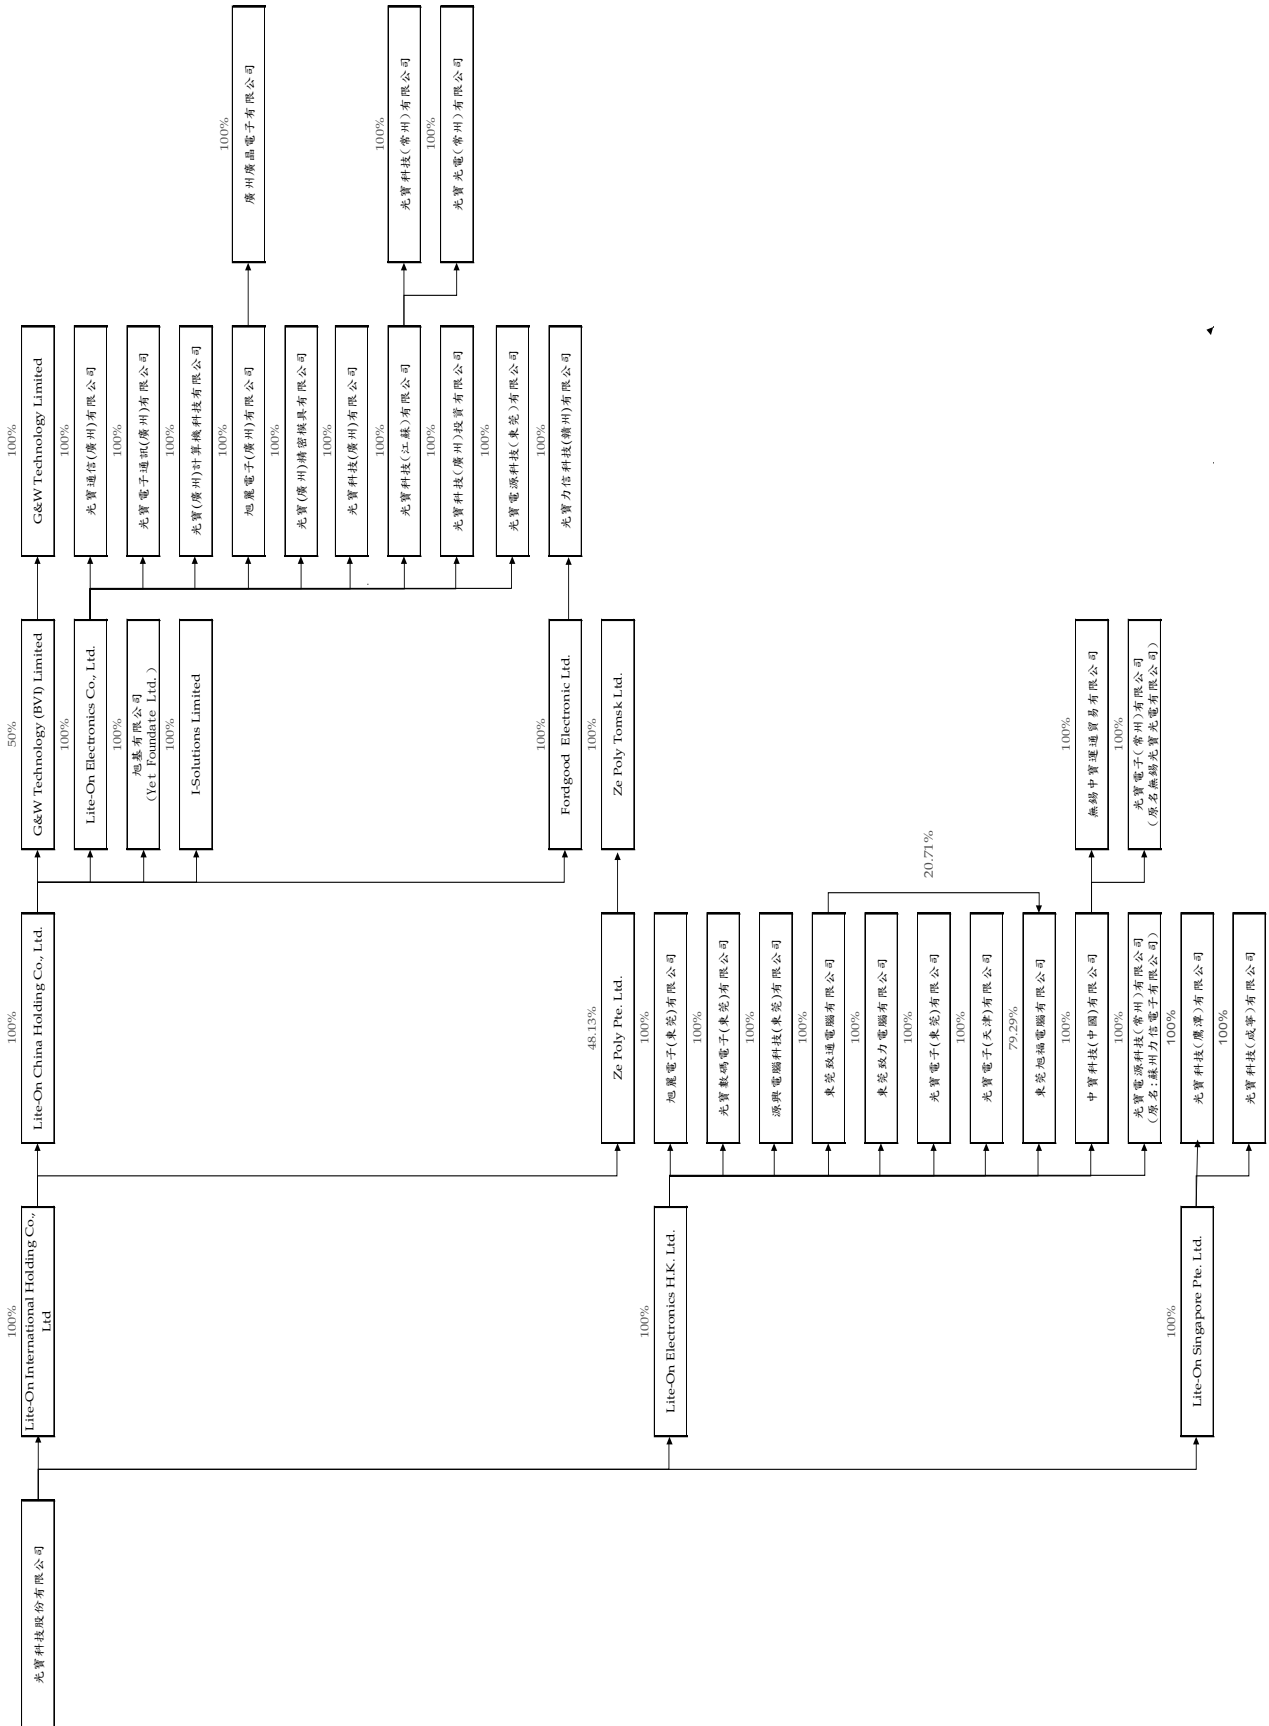 光寶科技股份有限公司
100%
Lite-On International Holding Co.,
Ltd
100%
Lite-On China Holding Co., Ltd.
50%
G&W Technology (BVI) Limited
100%
G&W Technology Limited
100%
Lite-On Electronics Co., Ltd.
100%
光寶通信(廣州)有限公司
100%
光寶電子通訊(廣州)有限公司
100%
光寶(廣州)計算機科技有限公司
100%
旭麗電子(廣州)有限公司
100%
廣州廣晶電子有限公司
100%
光寶(廣州)精密模具有限公司
100%
光寶科技(廣州)有限公司
100%
光寶科技(江蘇)有限公司
100%
光寶科技(常州)有限公司
100%
光寶光電(常州)有限公司
100%
光寶科技(廣州)投資有限公司
100%
光寶電源科技(東莞)有限公司
100%
旭基有限公司
(Yet Foundate Ltd.)
100%
I-Solutions Limited
100%
Fordgood Electronic Ltd.
100%
光寶力信科技(贛州)有限公司
48.13%
Ze Poly Pte. Ltd.
100%
Ze Poly Tomsk Ltd.
100%
Lite-On Electronics H.K. Ltd.
100%
旭麗電子(東莞)有限公司
100%
光寶數碼電子(東莞)有限公司
100%
源興電腦科技(東莞)有限公司
100%
東莞致通電腦有限公司
20.71%
100%
東莞致力電腦有限公司
100%
光寶電子(東莞)有限公司
100%
光寶電子(天津)有限公司
79.29%
東莞旭福電腦有限公司
100%
中寶科技(中國)有限公司
100%
無錫中寶運通貿易有限公司
100%
光寶電子(常州)有限公司
(原名無錫光寶光電有限公司)
100%
光寶電源科技(常州)有限公司
(原名:蘇州力信電子有限公司)
100%
Lite-On Singapore Pte. Ltd.
100%
光寶科技(鷹潭)有限公司
100%
光寶科技(咸寧)有限公司